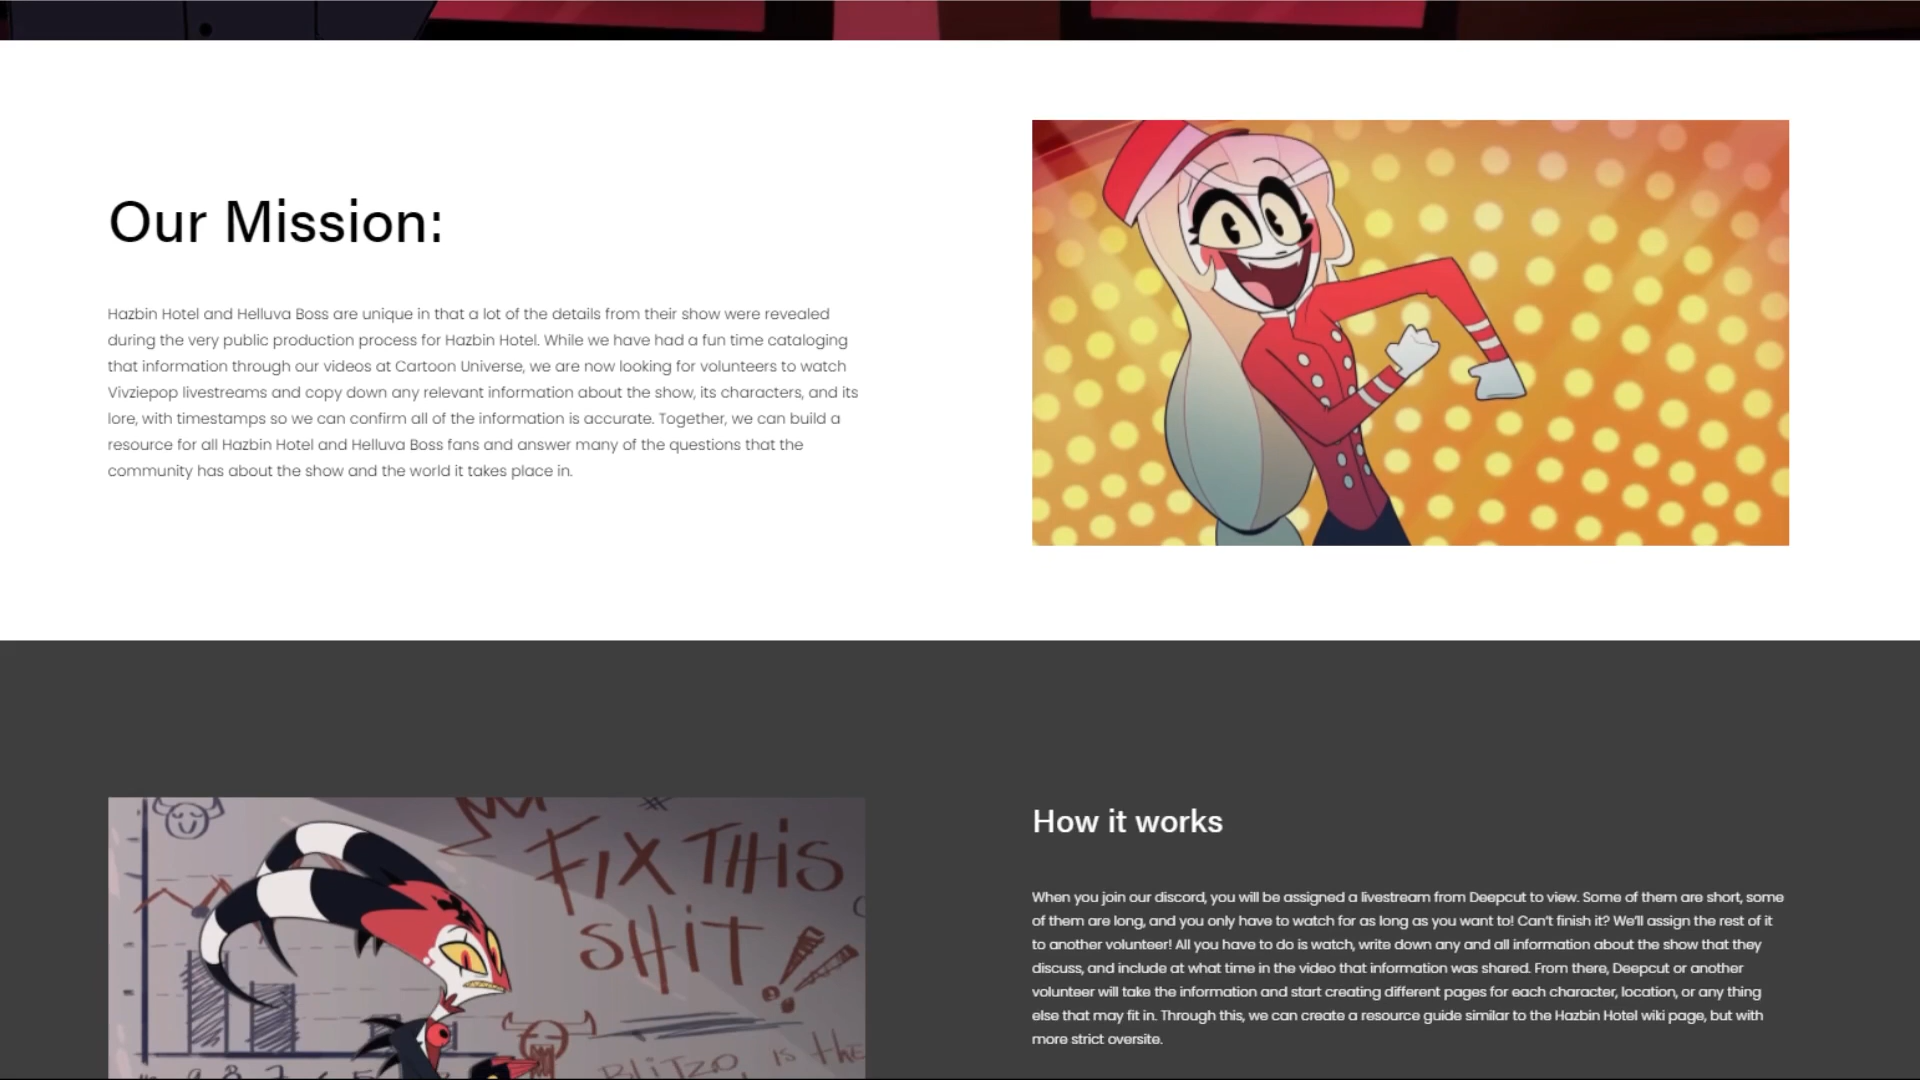 Our Mission:
Hazbin Hotel and Helluva Boss are unique in that a lot of the details from their show were revealed
during the very public production process for Hazbin Hotel. While we have had a fun time cataloging
that information through our videos at Cartoon Universe, we are now looking for volunteers to watch
Vivziepop livestreams and copy down any relevant information about the show, its characters, and its
lore, with timestamps so we can confirm all of the information is accurate. Together, we can build a
resource for all Hazbin Hotel and Helluva Boss fans and answer many of the questions that the
community has about the show and the world it takes place in.
FIX THIS
SHIT!!
BLITZO IS the
How it works
When you join our discord, you will be assigned a livestream from Deepcut to view. Some of them are short, some
of them are long, and you only have to watch for as long as you want to! Can't finish it? We'll assign the rest of it
to another volunteer! All you have to do is watch, write down any and all information about the show that they
discuss, and include at what time in the video that information was shared. From there, Deepcut or another
volunteer will take the information and start creating different pages for each character, location, or any thing
else that may fit in. Through this, we can create a resource guide similar to the Hazbin Hotel wiki page, but with
more strict oversite.